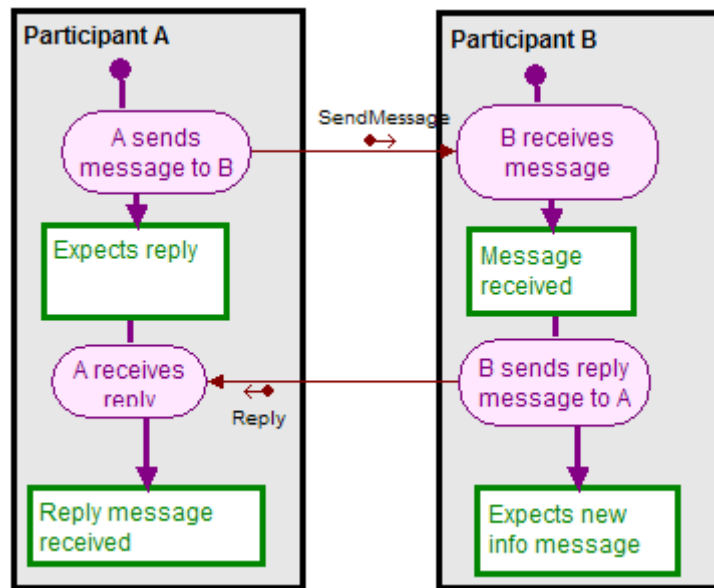 Participant A
Participant B
A sends
message to B
SendMessage
B receives
message
Expects reply
Message
received
A receives
reply
B sends reply
message to A
Reply
Reply message
received
Expects new
info message